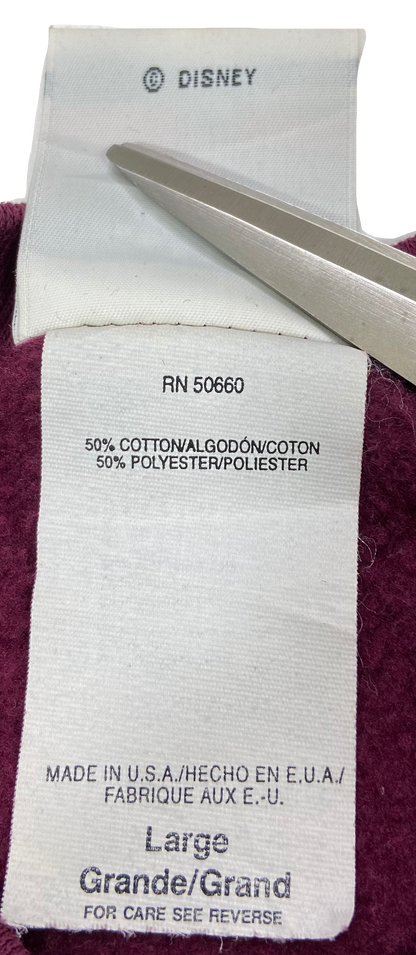 © DISNEY
RN 50660
50% COTTON/ALGODÓN/COTON
50% POLYESTER/POLIESTER
MADE IN U.S.A./HECHO EN E.U.A./
FABRIQUE AUX E.-U.
Large
Grande/Grand
FOR CARE SEE REVERSE